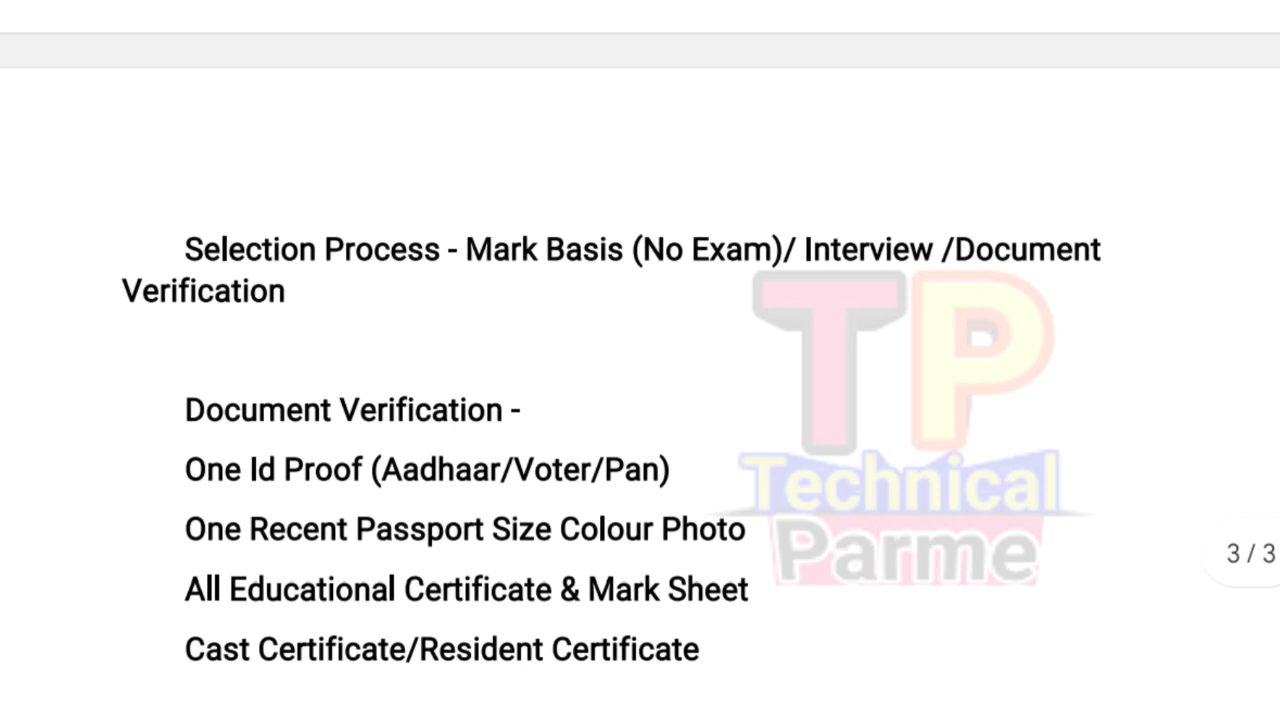 Selection Process - Mark Basis (No Exam)/ Interview /Document
Verification
Document Verification -
One Id Proof (Aadhaar/Voter/Pan)
One Recent Passport Size Colour Photo
All Educational Certificate & Mark Sheet
Cast Certificate/Resident Certificate
TP
Technical
Parme
3 / 3